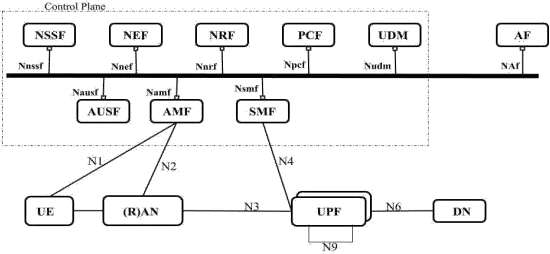 Control Plane
NSSF NEF NRF PCF UDM AF
Nnssf Nnef Nnrf Npcf Nudm NAf
Nausf Namf Nsmf
AUSF AMF SMF
N1 N2 N4
UE (R)AN N3 UPF N6 DN
N9